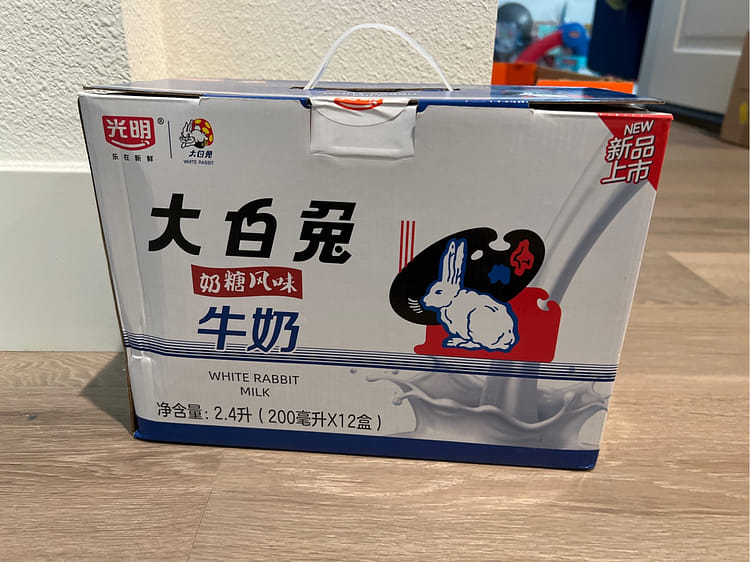 光明®
乐在新鲜
大白兔
WHITE RABBIT
NEW
新品
上市
大白兔
奶糖风味
牛奶
WHITE RABBIT
MILK
净含量: 2.4升 (200毫升X12盒)